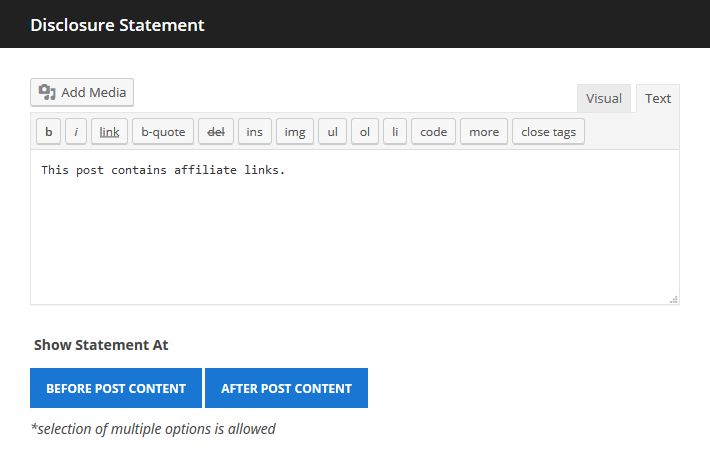 Disclosure Statement
Add Media
Visual Text
b i link b-quote del ins img ul ol li code more close tags
This post contains affiliate links.
Show Statement At
BEFORE POST CONTENT AFTER POST CONTENT
*selection of multiple options is allowed